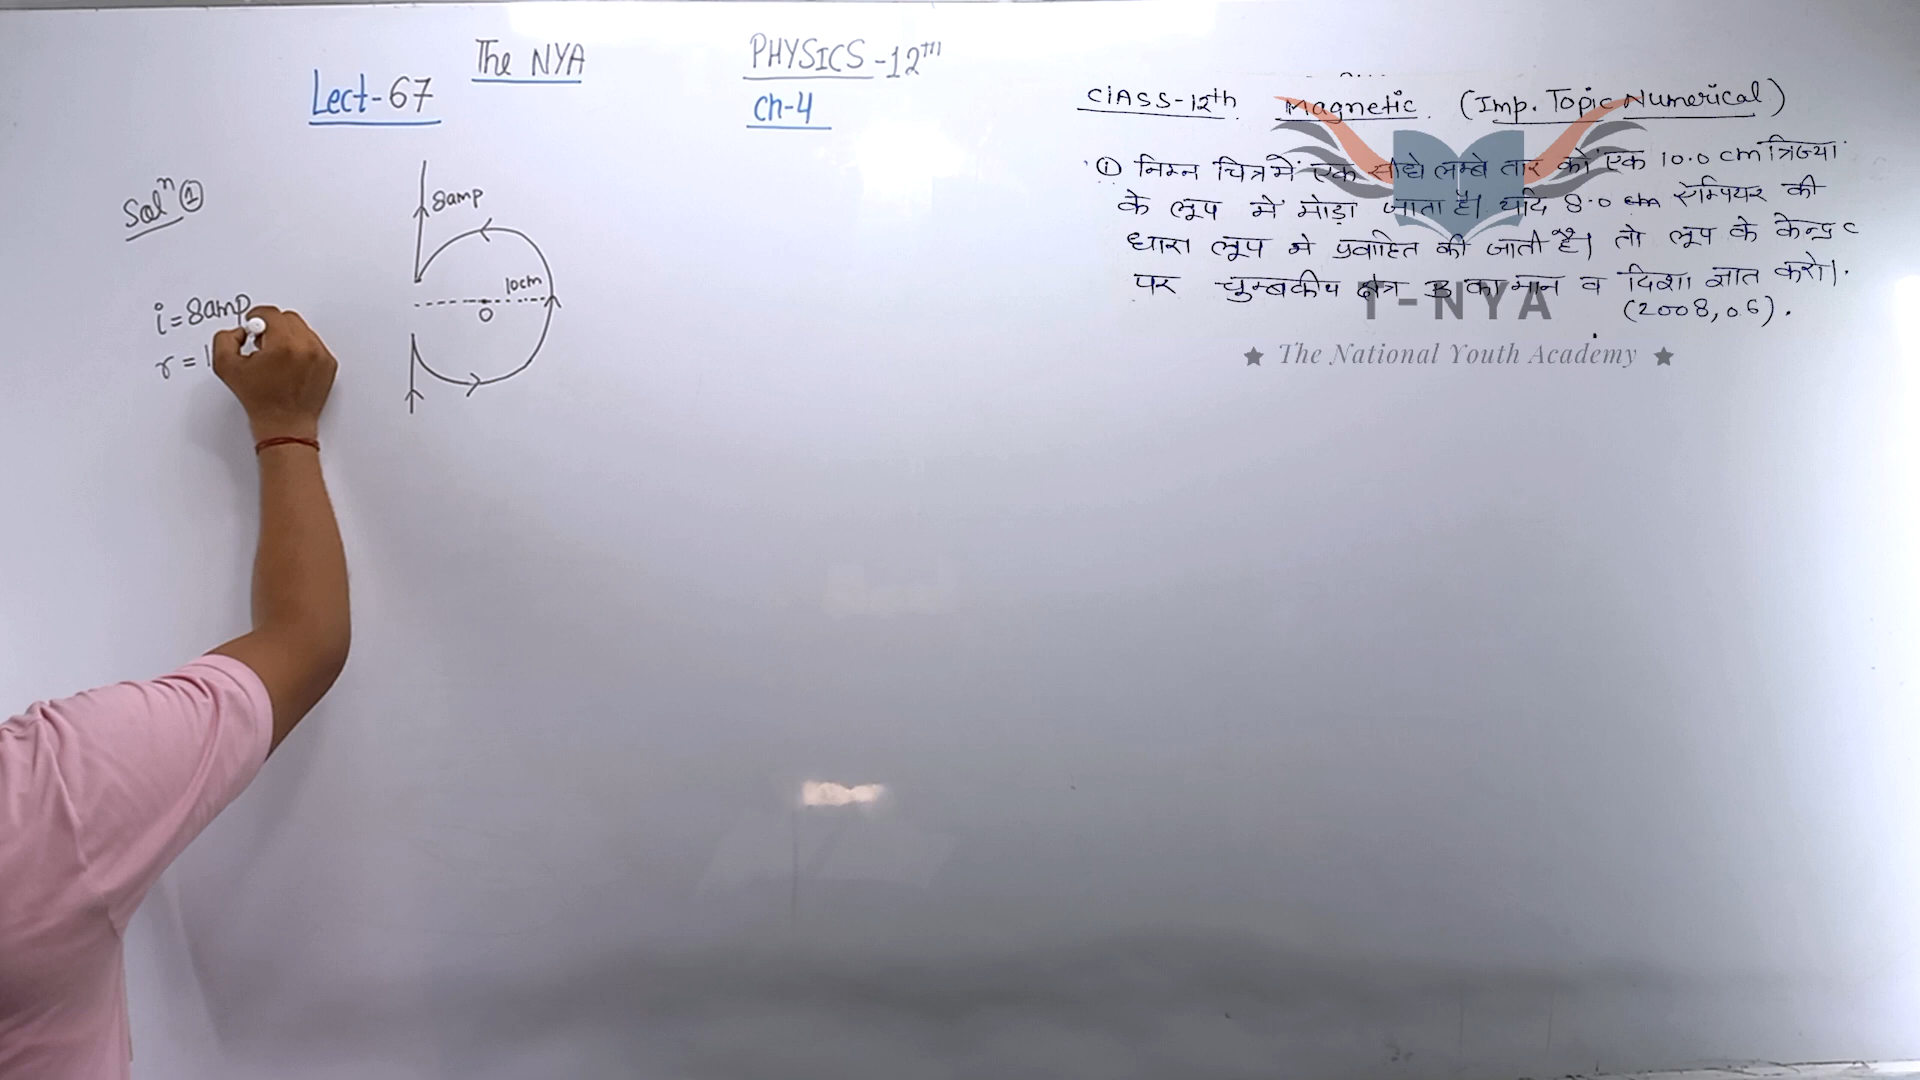 The NYA
PHYSICS-12TH
Lect-67
Ch-4
Solⁿ ①
8amp
10cm
O
i=8amp
r=1
CLASS-12th. Magnetic. (Imp. Topic Numerical)
① निम्न चित्र में एक सीधे लम्बे तार को एक 10.0 cm त्रिज्या
के लूप में मोड़ा जाता है। यदि 8.0 cm एम्पियर की
धारा लूप में प्रवाहित की जाती है। तो लूप के केन्द्र C
पर चुम्बकीय क्षेत्र B का मान व दिशा ज्ञात करो।.
(2008,06).
T-NYA
The National Youth Academy